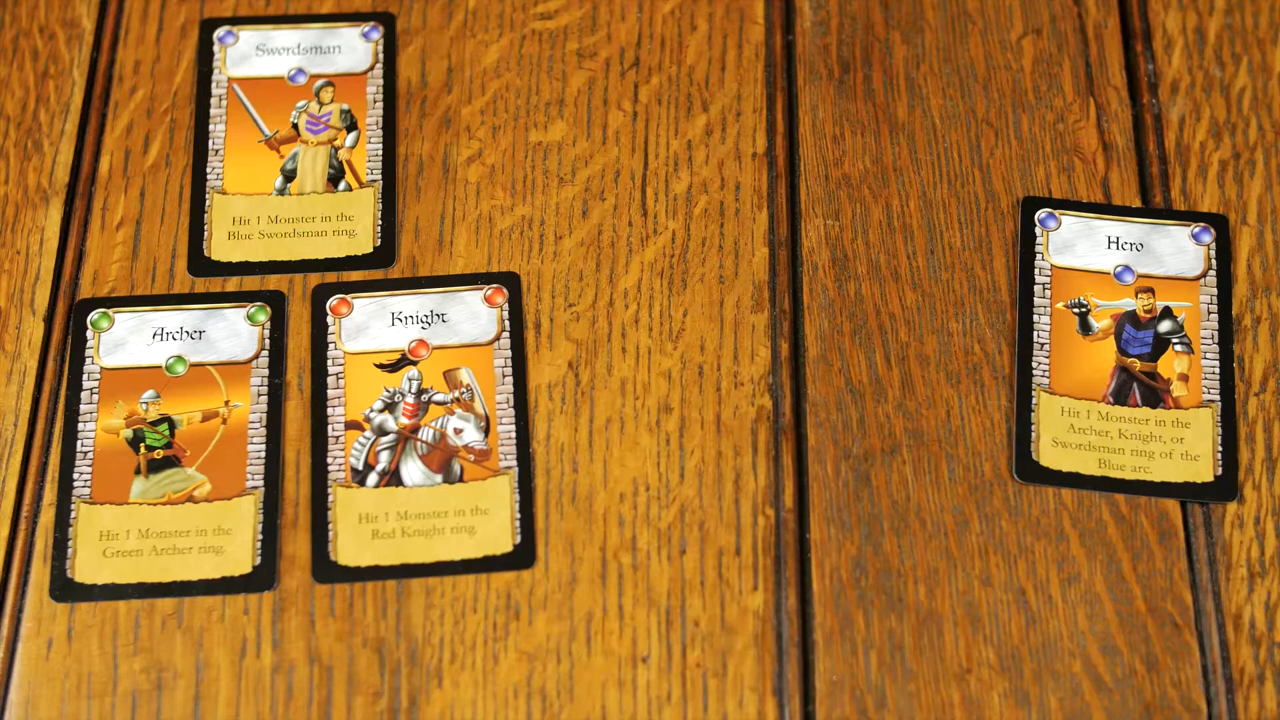 Swordsman
Hit 1 Monster in the
Blue Swordsman ring.
Archer
Hit 1 Monster in the
Green Archer ring.
Knight
Hit 1 Monster in the
Red Knight ring.
Hero
Hit 1 Monster in the
Archer, Knight, or
Swordsman ring of the
Blue arc.